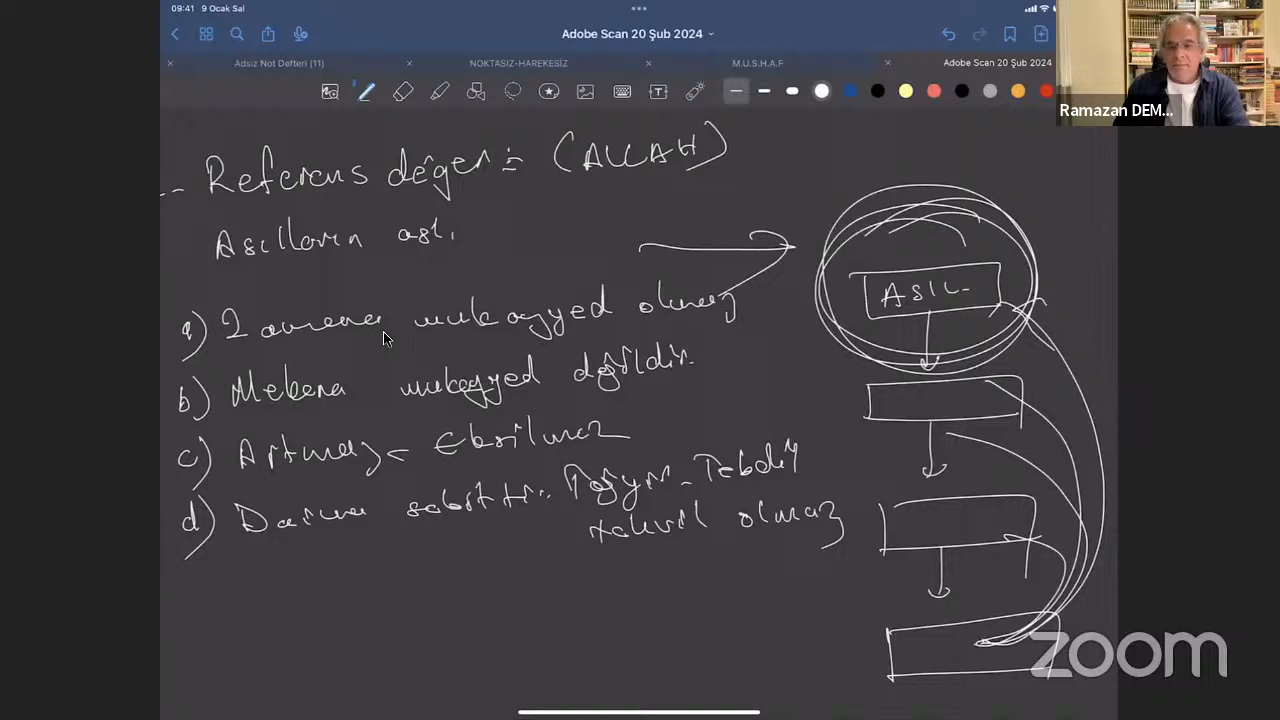 09:41 9 Ocak Sal
Adobe Scan 20 Şub 2024
Adsız Not Defteri (11)
NOKTASIZ-HAREKESİZ
M.U.S.H.A.F
Adobe Scan 20 Şub 2024
Ramazan DEM...
Referans değer : (ALLAH)
Asılların aslı
ASIL
a) Zamana mukayyed olmaz
b) Mekana mukayyed değildir.
c) Artmaz - Eksilmez
d) Daima sabittir. Tağyir - Tebdil
tahvil olmaz
zoom